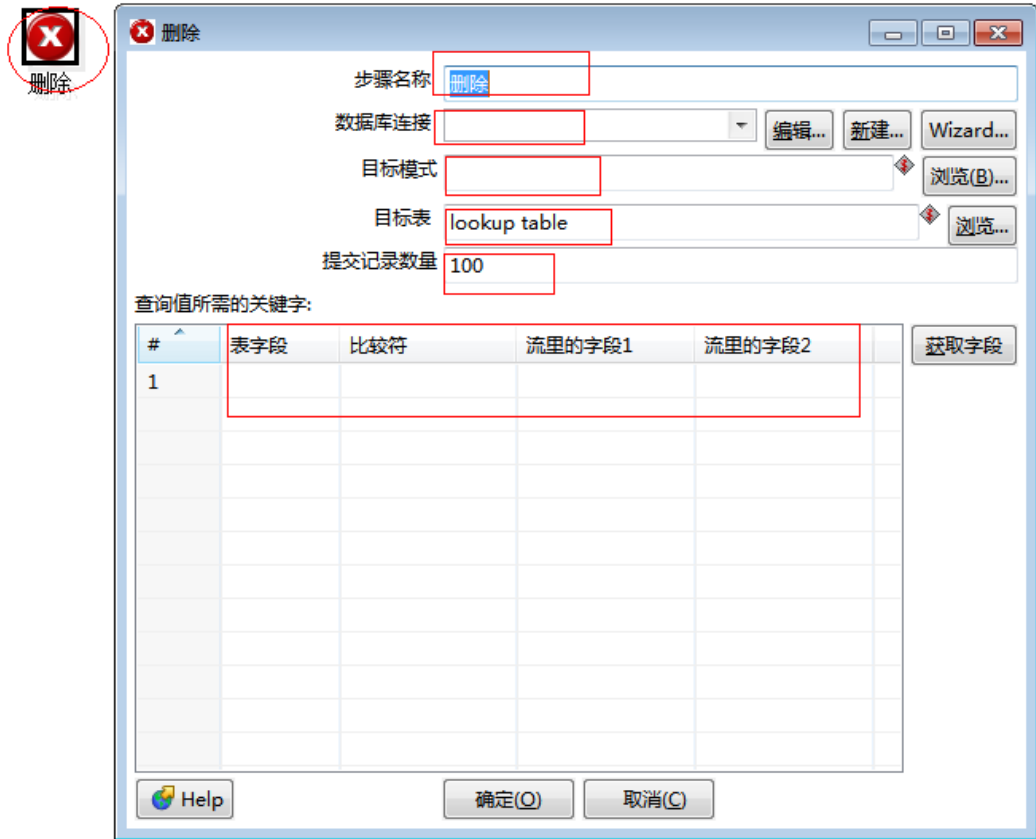 删除
删除
步骤名称 删除
数据库连接 编辑... 新建... Wizard...
目标模式 浏览(B)...
目标表 lookup table 浏览...
提交记录数量 100
查询值所需的关键字:
# 表字段 比较符 流里的字段1 流里的字段2 获取字段
1
Help 确定(O) 取消(C)